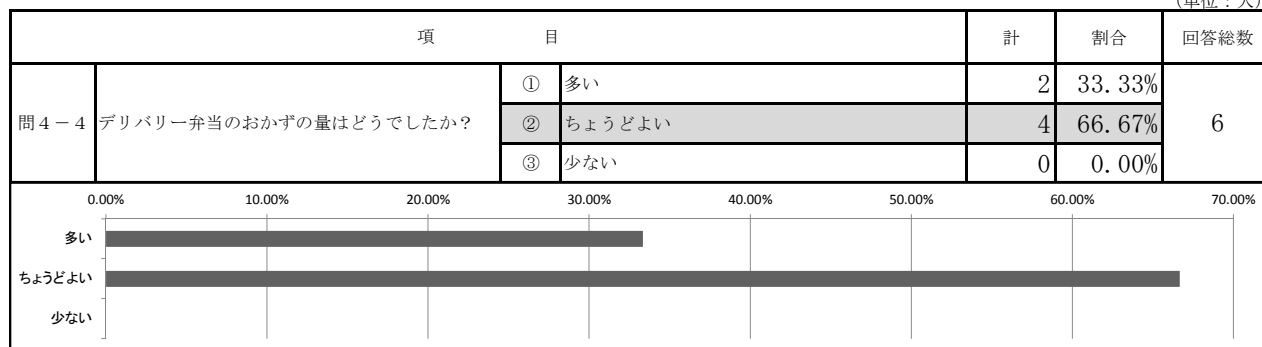 (単位：人)
項　目 計 割合 回答総数
問４－４ デリバリー弁当のおかずの量はどうでしたか？ 6
① 多い 2 33.33%
② ちょうどよい 4 66.67%
③ 少ない 0 0.00%
0.00% 10.00% 20.00% 30.00% 40.00% 50.00% 60.00% 70.00%
多い
ちょうどよい
少ない